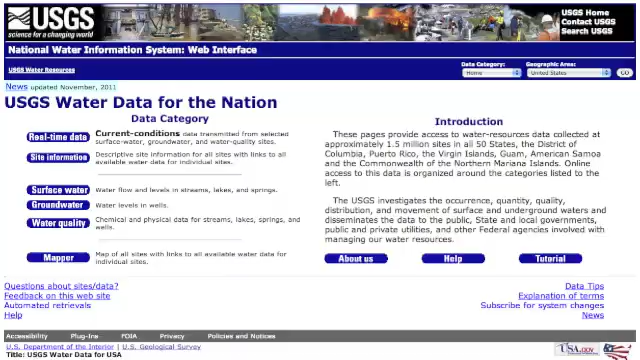 USGS
science for a changing world
USGS Home
Contact USGS
Search USGS
National Water Information System: Web Interface
USGS Water Resources
Data Category:
Home
Geographic Area:
United States
GO
News updated November, 2011
USGS Water Data for the Nation
Data Category
Real-time data
Current-conditions data transmitted from selected
surface-water, groundwater, and water-quality sites.
Site information
Descriptive site information for all sites with links to all
available water data for individual sites.
Surface water
Water flow and levels in streams, lakes, and springs.
Groundwater
Water levels in wells.
Water quality
Chemical and physical data for streams, lakes, springs, and
wells.
Mapper
Map of all sites with links to all available water data for
individual sites.
Introduction
These pages provide access to water-resources data collected at
approximately 1.5 million sites in all 50 States, the District of
Columbia, Puerto Rico, the Virgin Islands, Guam, American Samoa
and the Commonwealth of the Northern Mariana Islands. Online
access to this data is organized around the categories listed to the
left.
The USGS investigates the occurrence, quantity, quality,
distribution, and movement of surface and underground waters and
disseminates the data to the public, State and local governments,
public and private utilities, and other Federal agencies involved with
managing our water resources.
About us
Help
Tutorial
Questions about sites/data?
Feedback on this web site
Automated retrievals
Help
Data Tips
Explanation of terms
Subscribe for system changes
News
Accessibility Plug-Ins FOIA Privacy Policies and Notices
U.S. Department of the Interior | U.S. Geological Survey
Title: USGS Water Data for USA
USA.gov